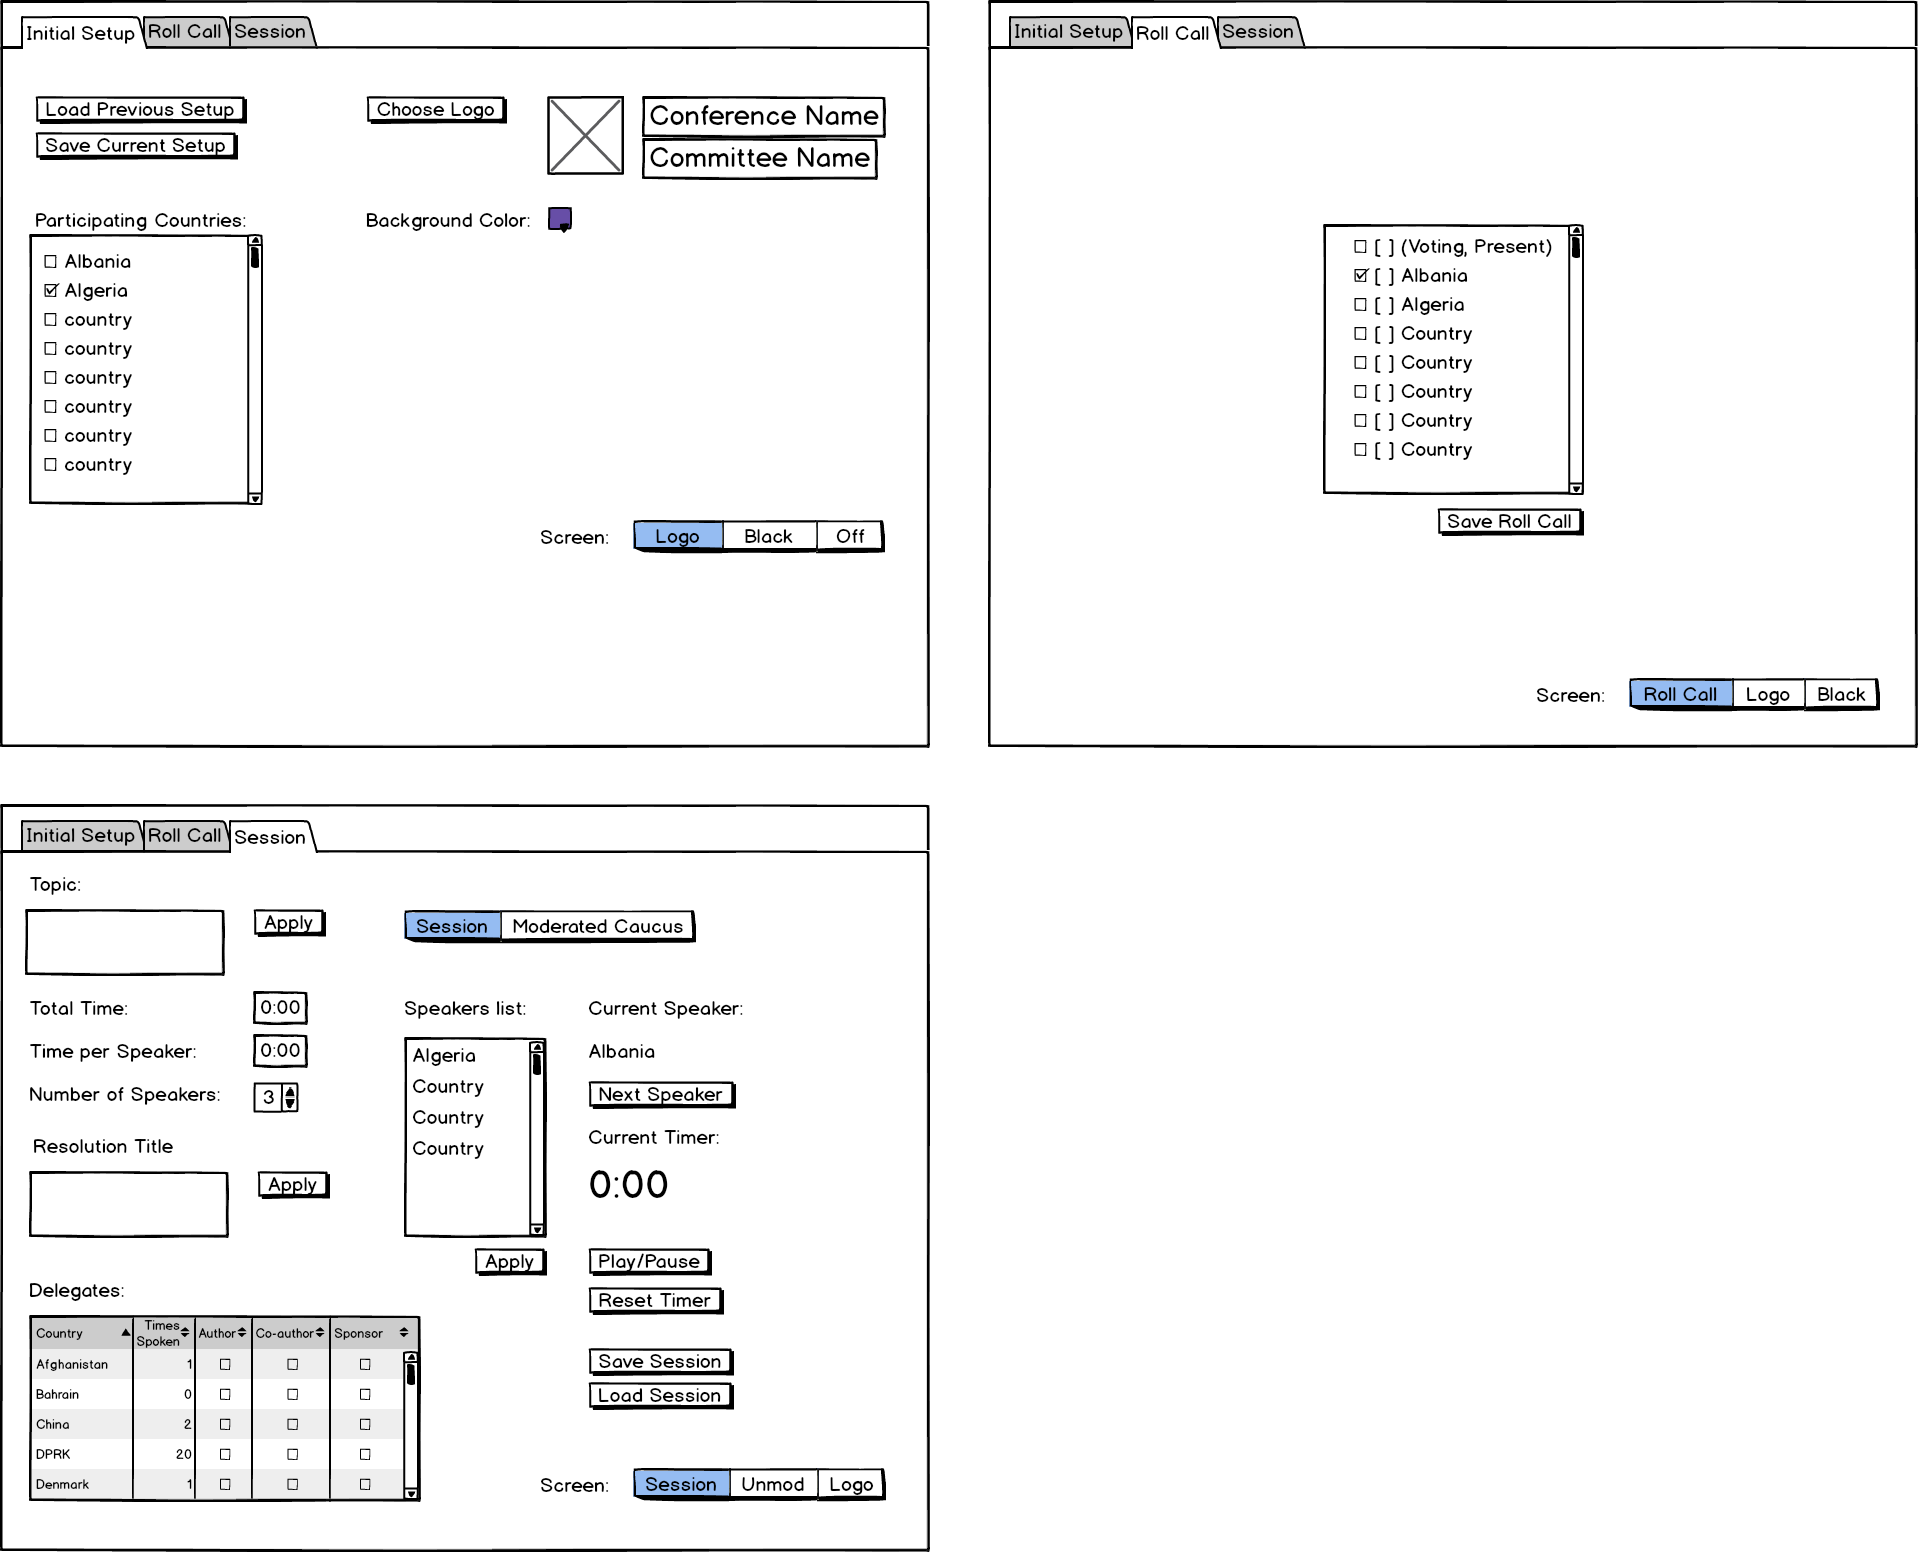 Initial Setup Roll Call Session
Load Previous Setup
Save Current Setup
Choose Logo
Conference Name
Committee Name
Participating Countries:
Albania
Algeria
country
country
country
country
country
country
Background Color:
Screen: Logo Black Off
Initial Setup Roll Call Session
[ ] (Voting, Present)
[ ] Albania
[ ] Algeria
[ ] Country
[ ] Country
[ ] Country
[ ] Country
[ ] Country
Save Roll Call
Screen: Roll Call Logo Black
Initial Setup Roll Call Session
Topic:
Apply
Session Moderated Caucus
Total Time: 0:00
Time per Speaker: 0:00
Number of Speakers: 3
Resolution Title
Apply
Speakers list:
Algeria
Country
Country
Country
Apply
Current Speaker:
Albania
Next Speaker
Current Timer:
0:00
Play/Pause
Reset Timer
Save Session
Load Session
Delegates:
Country Times Spoken Author Co-author Sponsor
Afghanistan 1
Bahrain 0
China 2
DPRK 20
Denmark 1
Screen: Session Unmod Logo